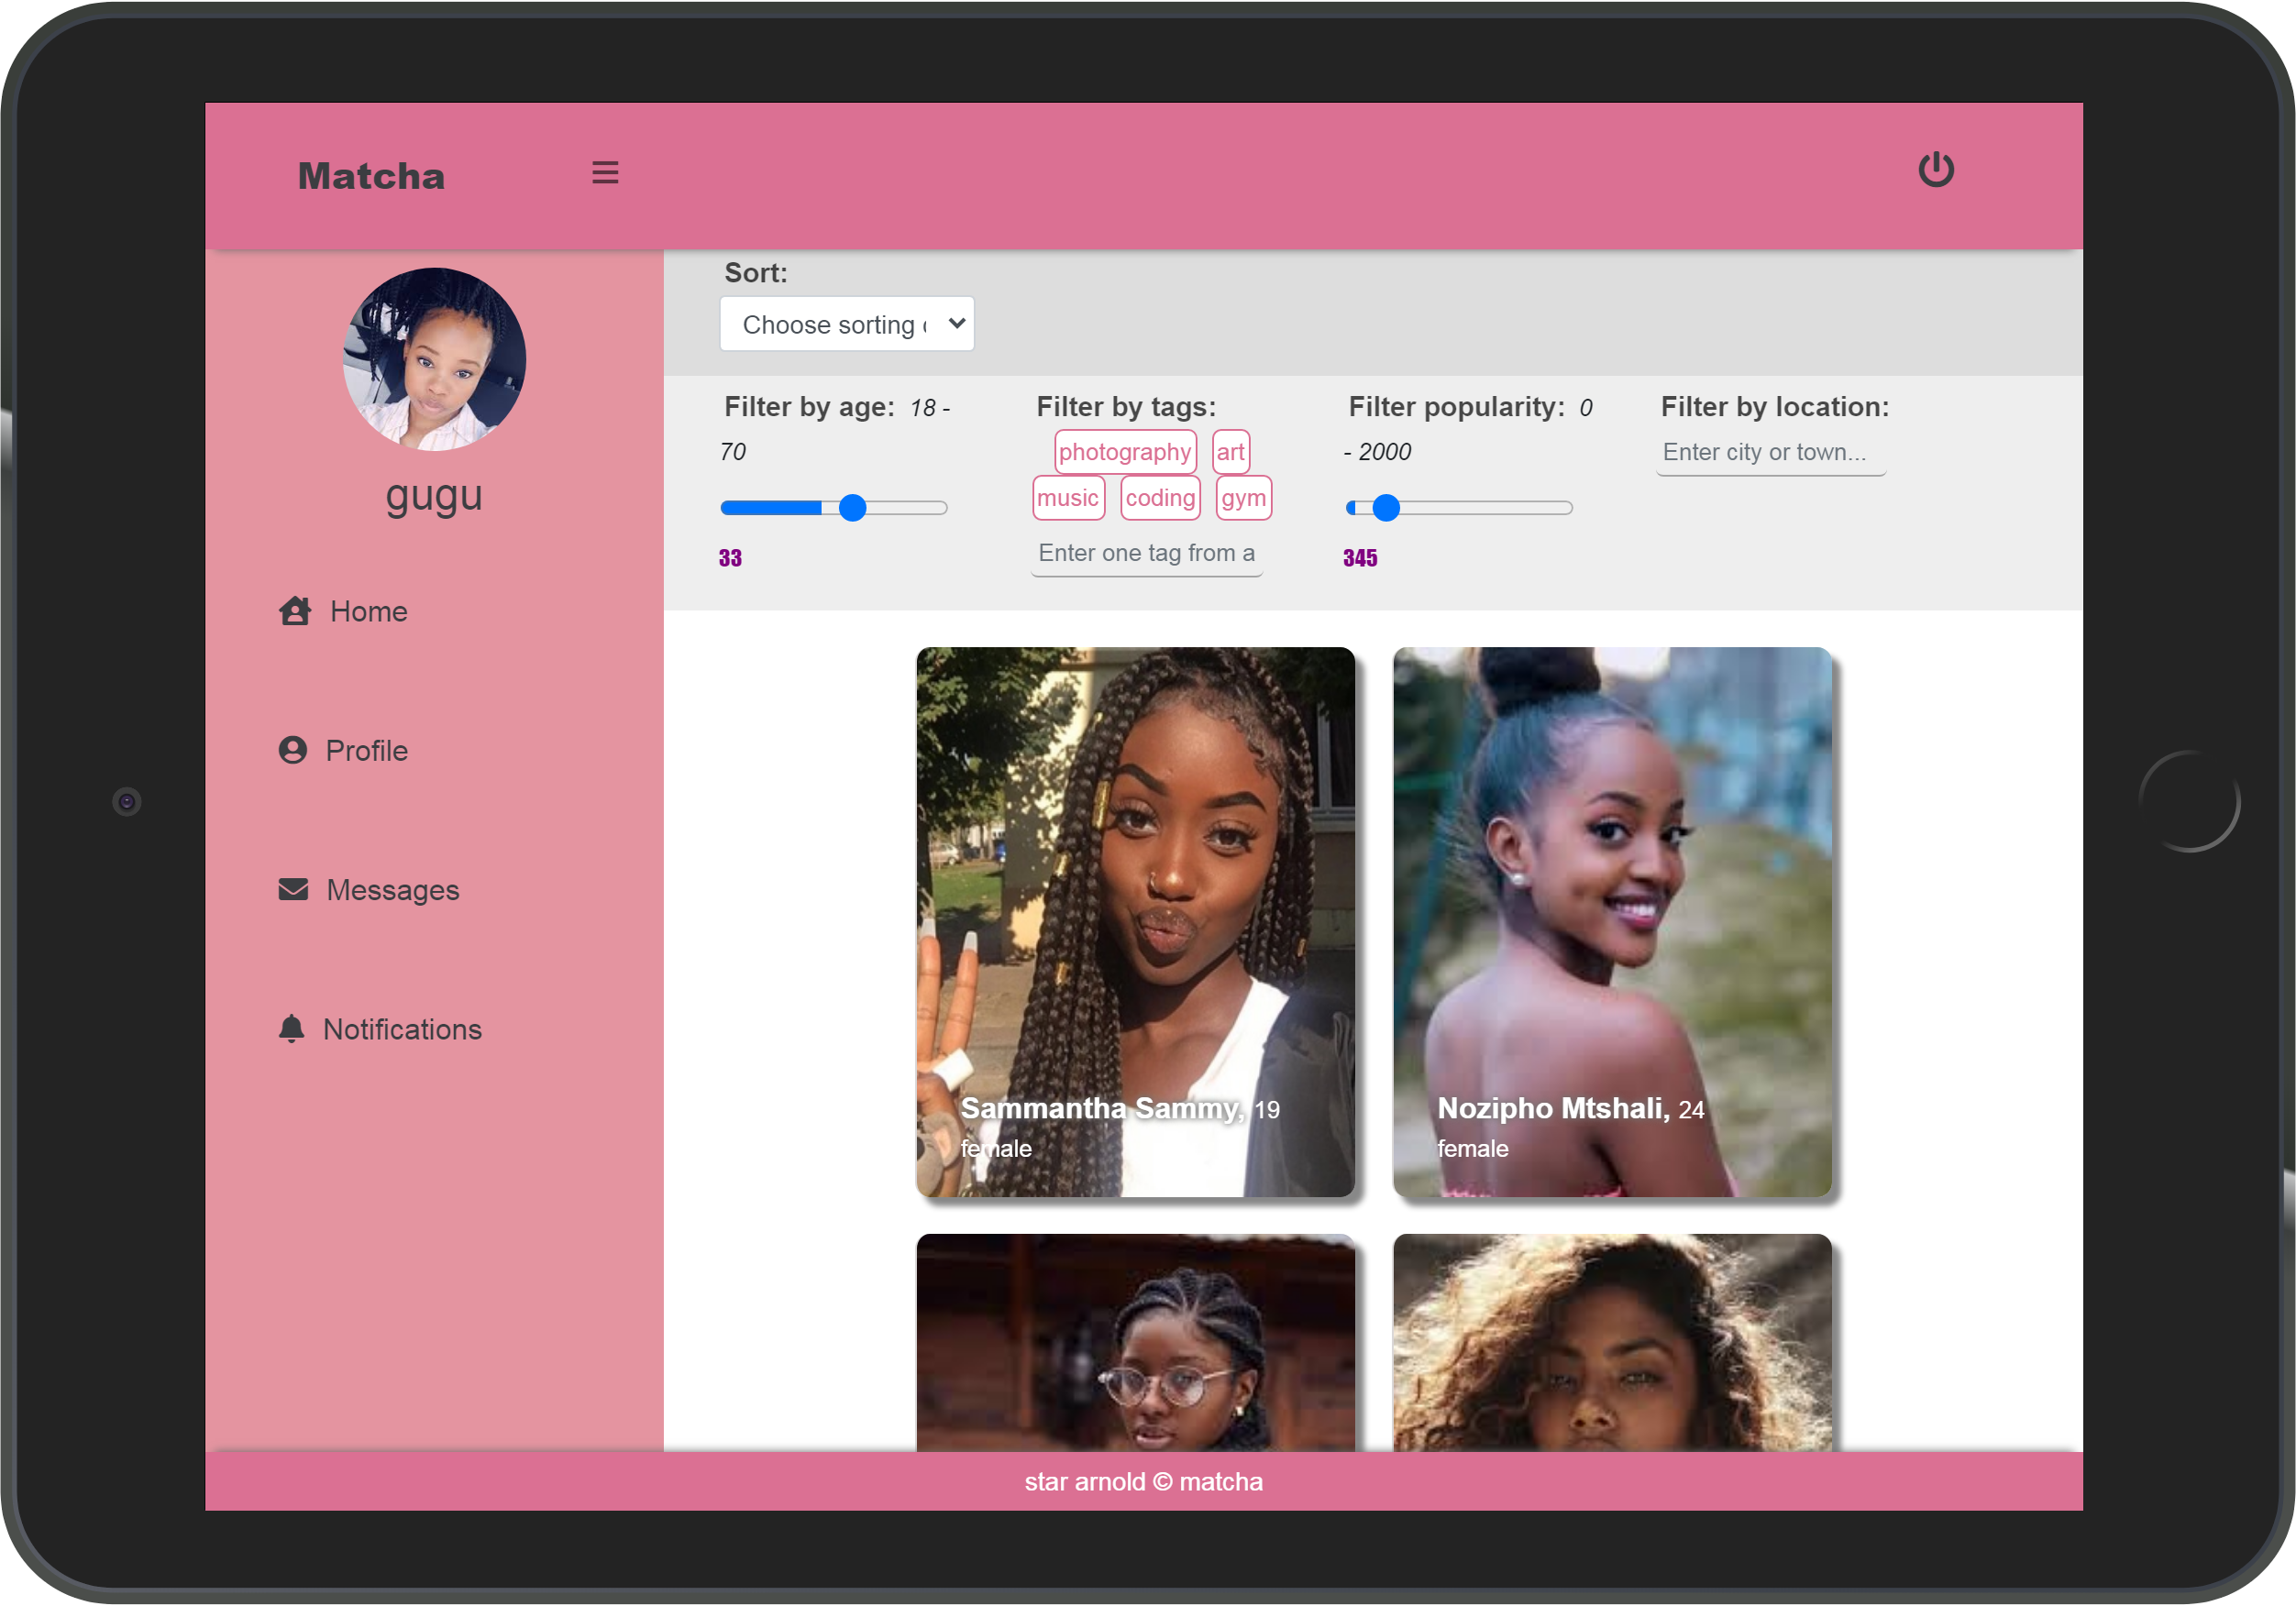 Matcha
gugu
Home
Profile
Messages
Notifications
Sort:
Choose sorting
Filter by age: 18 -
70
33
Filter by tags:
photography art
music coding gym
Enter one tag from a
Filter popularity: 0
- 2000
345
Filter by location:
Enter city or town...
Sammantha Sammy, 19
female
Nozipho Mtshali, 24
female
star arnold © matcha